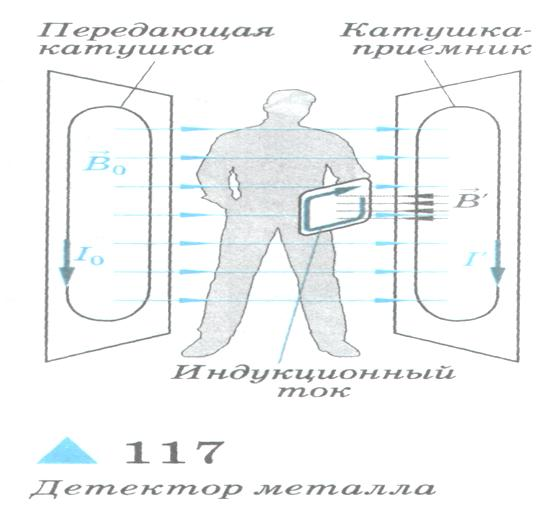 Передающая катушка
Катушка-приемник
B₀
B′
I₀
I′
Индукционный ток
117
Детектор металла